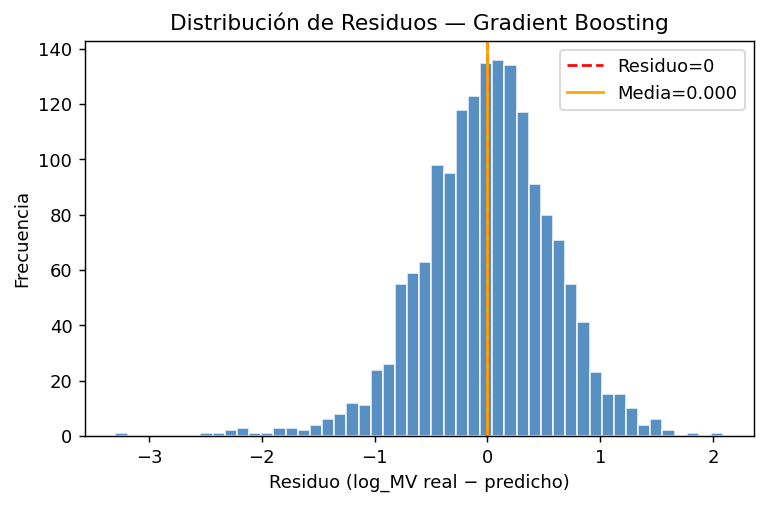 Distribución de Residuos — Gradient Boosting
Residuo=0
Media=0.000
Frecuencia
140
120
100
80
60
40
20
0
−3
−2
−1
0
1
2
Residuo (log_MV real − predicho)